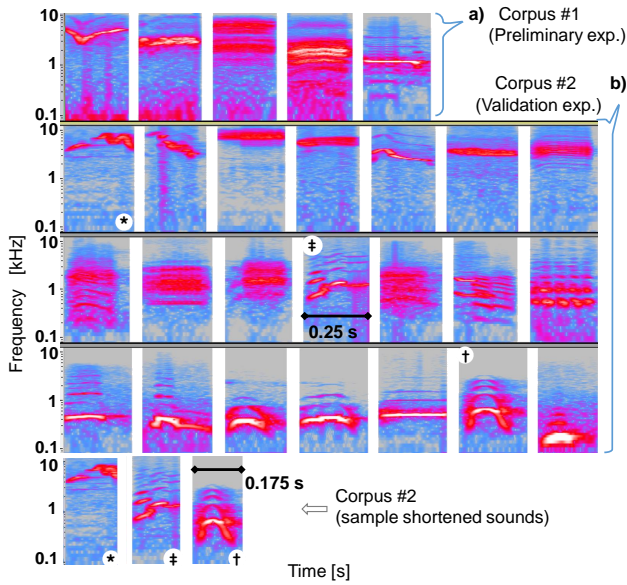 10
1
0.1
a)
Corpus #1
(Preliminary exp.)
Corpus #2
b)
(Validation exp.)
10
1
0.1
*
10
1
0.1
‡
0.25 s
10
1
0.1
†
10
1
0.1
*
‡
†
0.175 s
Corpus #2
(sample shortened sounds)
Frequency [kHz]
Time [s]